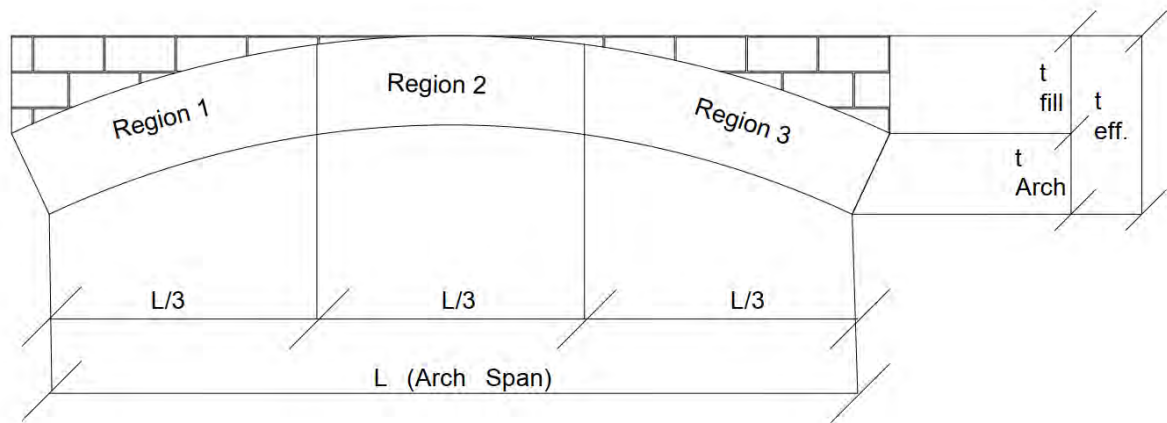 Region 1
Region 2
Region 3
t
fill
t
eff.
t
Arch
L/3
L/3
L/3
L (Arch Span)